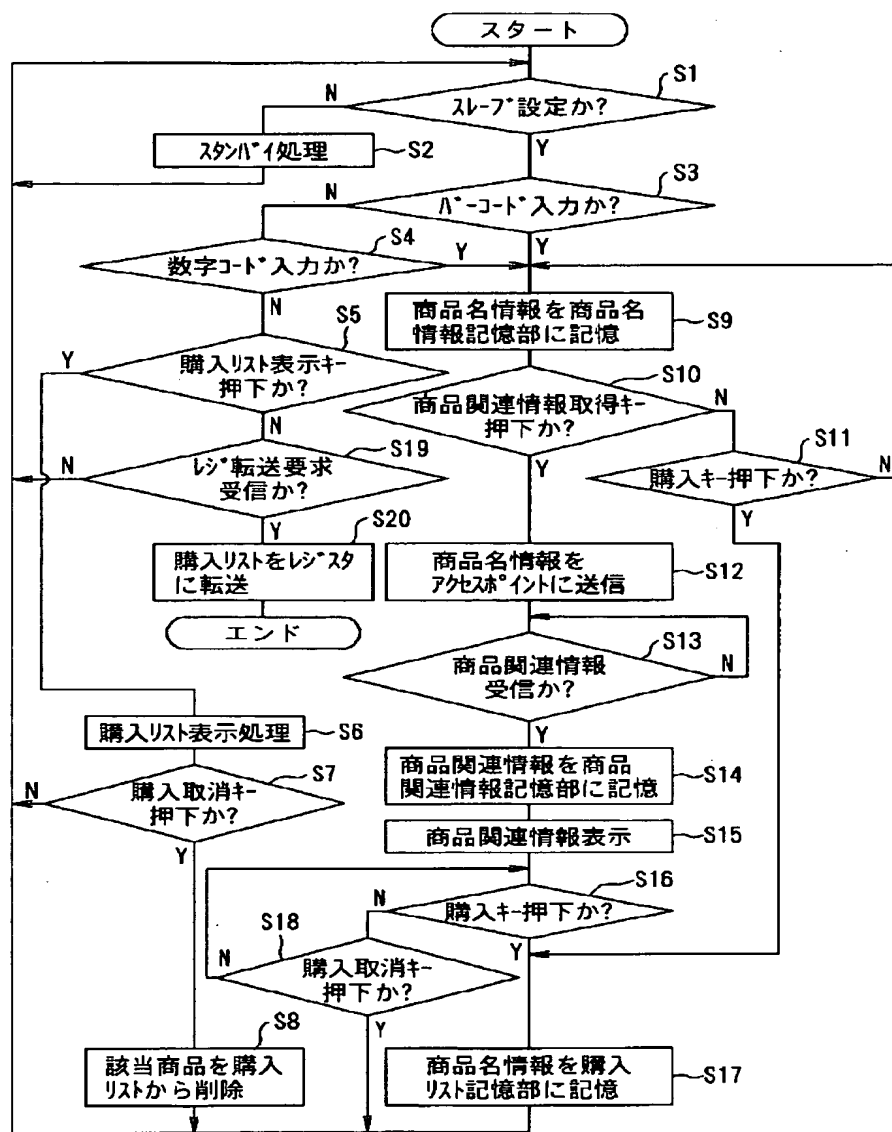 スタート
S1
スレーブ設定か?
N
Y
スタンバイ処理
S2
S3
バーコード入力か?
N
Y
S4
数字コード入力か?
Y
N
商品名情報を商品名
情報記憶部に記憶
S9
S5
購入リスト表示キー
押下か?
Y
N
S10
商品関連情報取得キー
押下か?
N
Y
S11
購入キー押下か?
N
Y
S19
レジ転送要求
受信か?
N
Y
S20
購入リストをレジスタ
に転送
エンド
商品名情報を
アクセスポイントに送信
S12
S13
商品関連情報
受信か?
N
Y
購入リスト表示処理
S6
S7
購入取消キー
押下か?
N
Y
商品関連情報を商品
関連情報記憶部に記憶
S14
商品関連情報表示
S15
S16
購入キー押下か?
N
Y
S18
購入取消キー
押下か?
N
Y
S8
該当商品を購入
リストから削除
商品名情報を購入
リスト記憶部に記憶
S17